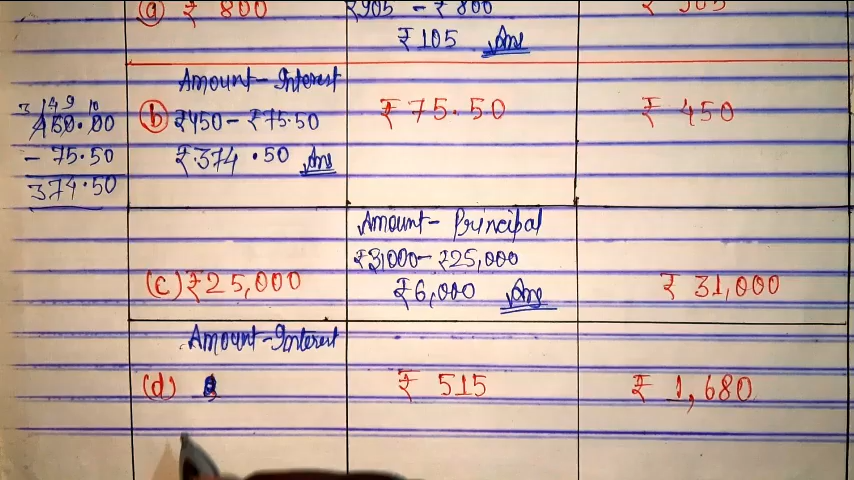 (a) ₹ 800 ₹905 - ₹ 800 ₹ 905
₹ 105 Ans
Amount - Interest
(b) ₹450 - ₹75.50 ₹ 75.50 ₹ 450
₹.374.50 Ans
450.00
- 75.50
374.50
Amount - Principal
₹31000 - ₹25,000
(c) ₹25,000 ₹6,000 Ans ₹ 31,000
Amount - Interest
(d) ₹ 515 ₹ 1,680